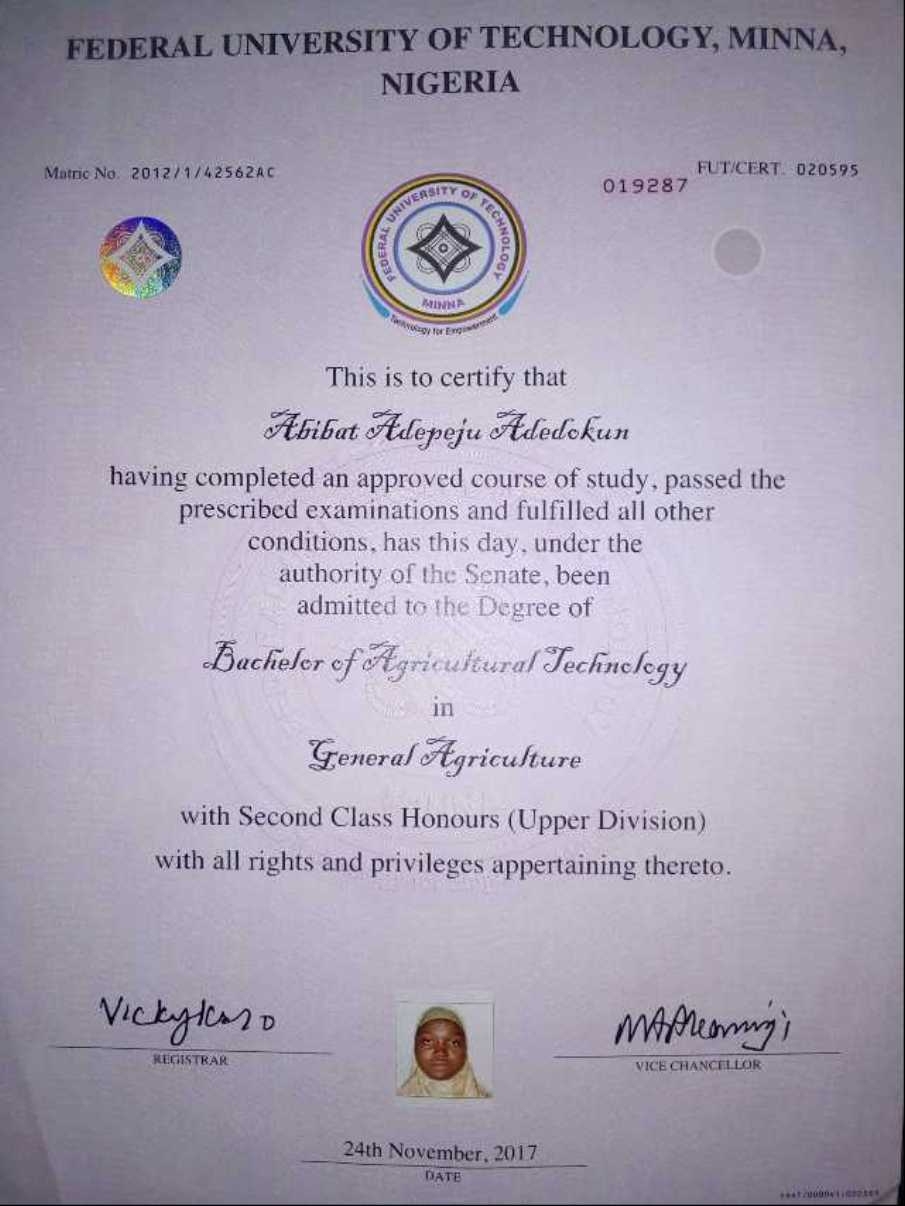 FEDERAL UNIVERSITY OF TECHNOLOGY, MINNA,
NIGERIA
Matric No. 2012/1/42562AC
FUT/CERT. 020595
019287
FEDERAL UNIVERSITY OF TECHNOLOGY
MINNA
Technology for Empowerment
This is to certify that
Abibat Adepeju Adedokun
having completed an approved course of study, passed the
prescribed examinations and fulfilled all other
conditions, has this day, under the
authority of the Senate, been
admitted to the Degree of
Bachelor of Agricultural Technology
in
General Agriculture
with Second Class Honours (Upper Division)
with all rights and privileges appertaining thereto.
REGISTRAR
VICE CHANCELLOR
24th November, 2017
DATE